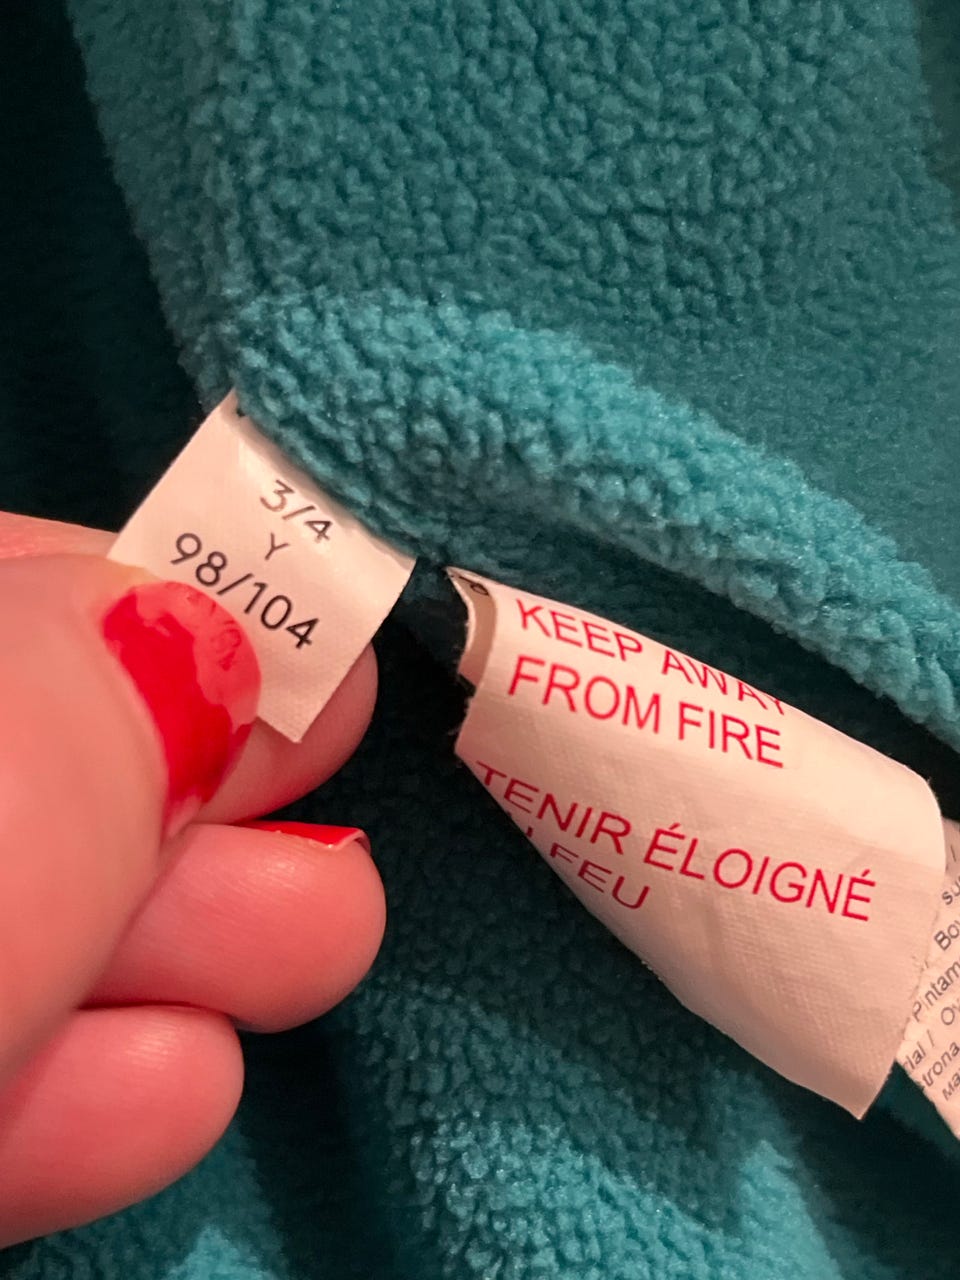 3/4
Y
98/104
KEEP AWAY
FROM FIRE
TENIR ÉLOIGNÉ
FEU